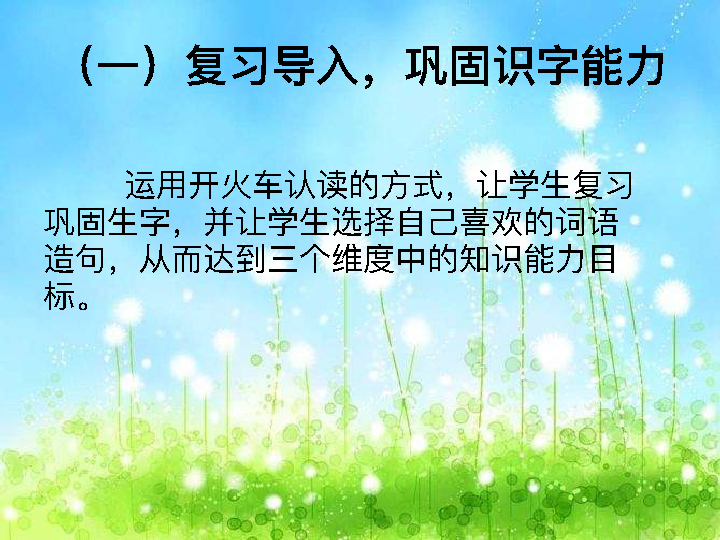 （一）复习导入，巩固识字能力
运用开火车认读的方式，让学生复习
巩固生字，并让学生选择自己喜欢的词语
造句，从而达到三个维度中的知识能力目
标。